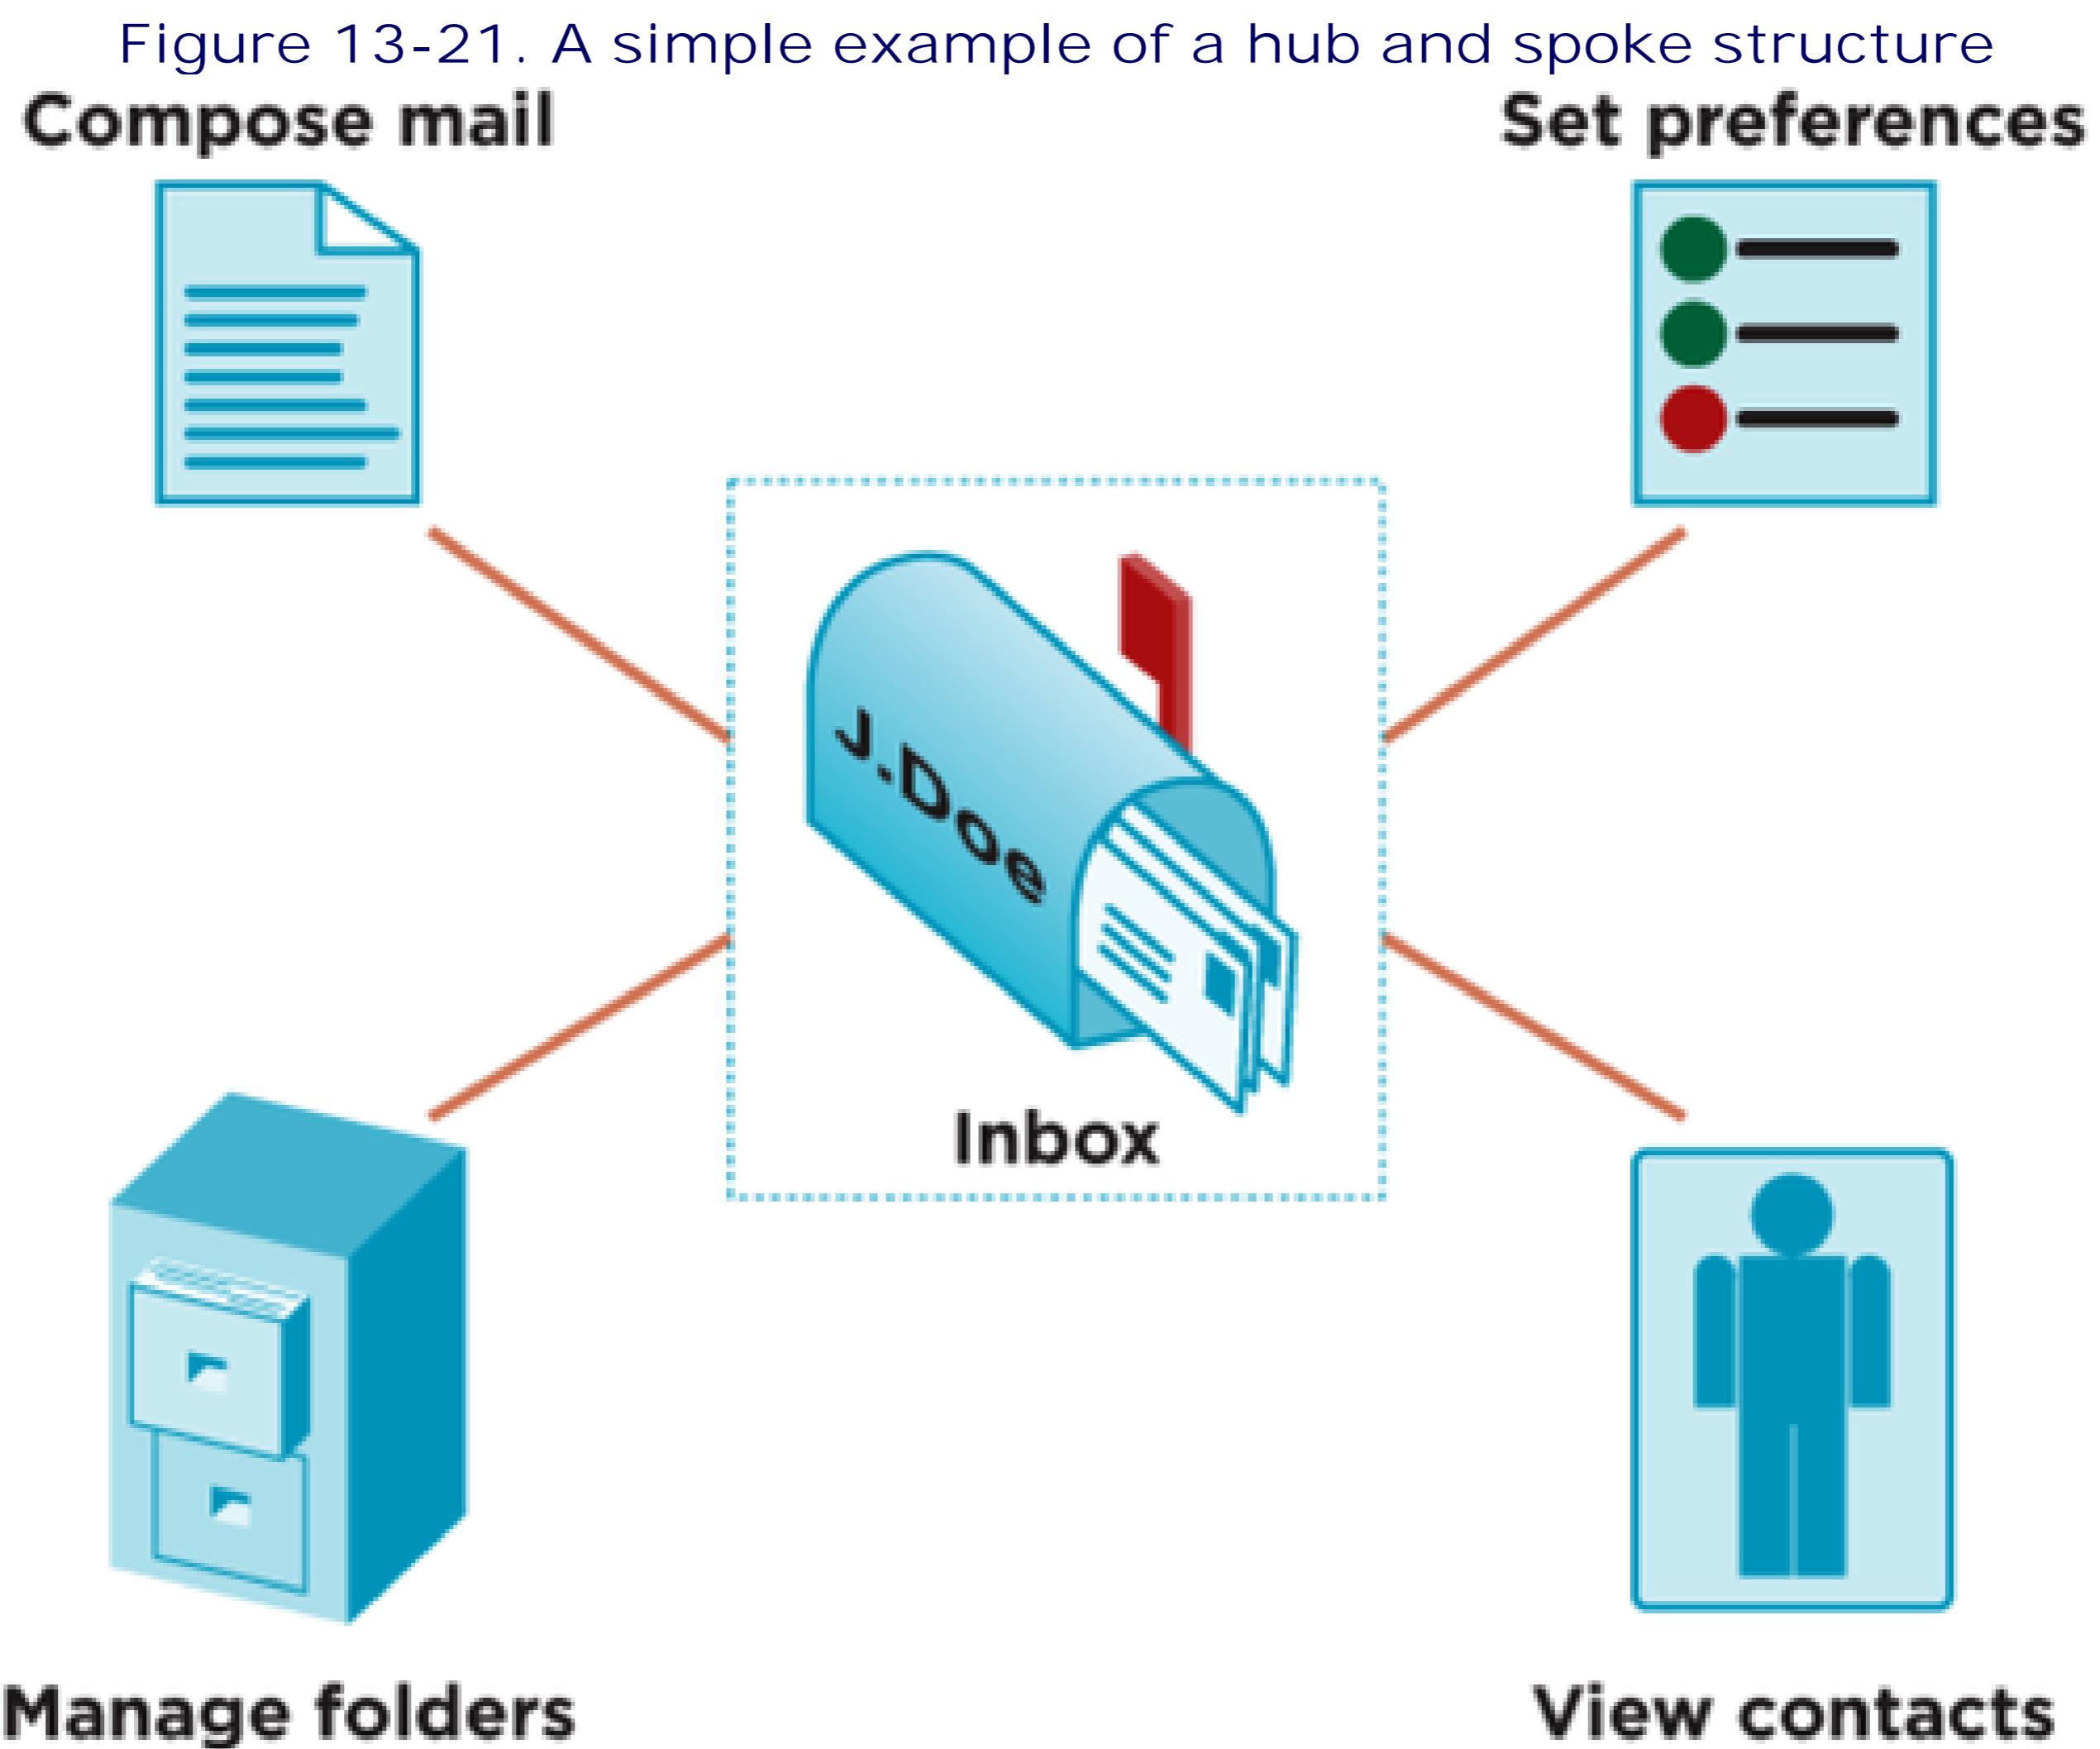 Figure 13-21. A simple example of a hub and spoke structure
Compose mail
Set preferences
J.Doe
Inbox
Manage folders
View contacts